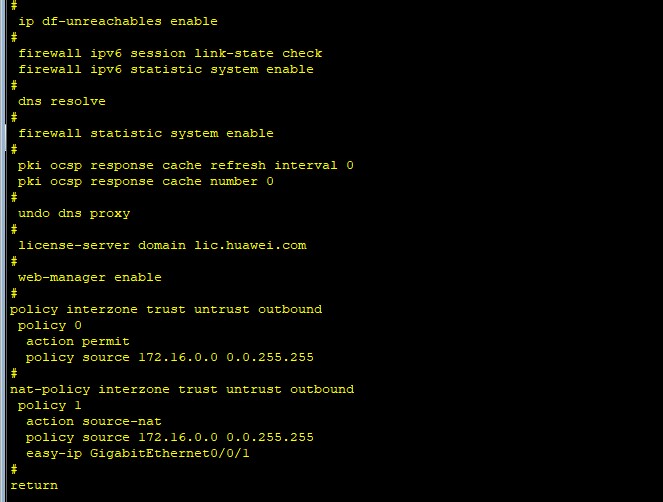 #
ip df-unreachables enable
#
firewall ipv6 session link-state check
firewall ipv6 statistic system enable
#
dns resolve
#
firewall statistic system enable
#
pki ocsp response cache refresh interval 0
pki ocsp response cache number 0
#
undo dns proxy
#
license-server domain lic.huawei.com
#
web-manager enable
#
policy interzone trust untrust outbound
policy 0
action permit
policy source 172.16.0.0 0.0.255.255
#
nat-policy interzone trust untrust outbound
policy 1
action source-nat
policy source 172.16.0.0 0.0.255.255
easy-ip GigabitEthernet0/0/1
#
return